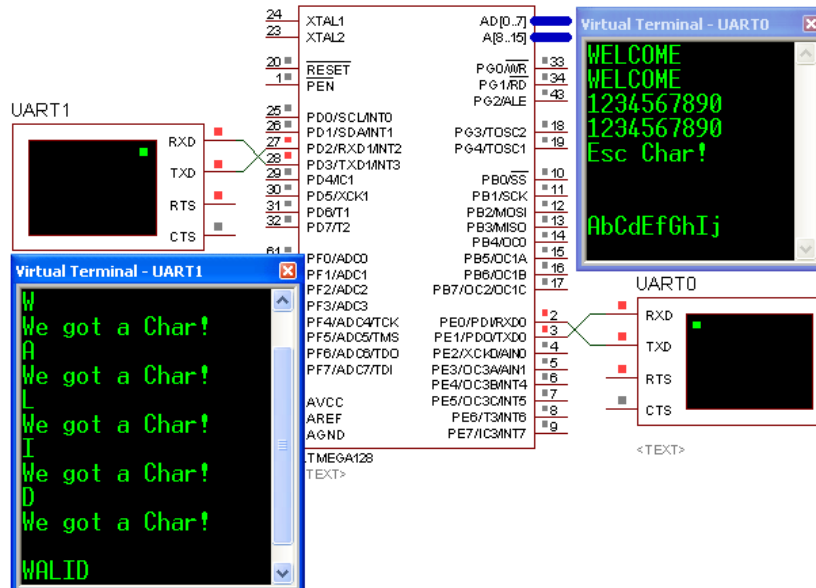 24
XTAL1
23
XTAL2
20
RESET
1
PEN
25
PD0/SCL/INT0
26
PD1/SDA/INT1
27
PD2/RXD1/INT2
28
PD3/TXD1/INT3
29
PD4/IC1
30
PD5/XCK1
31
PD6/T1
32
PD7/T2
61
PF0/ADC0
PF1/ADC1
PF2/ADC2
PF3/ADC3
PF4/ADC4/TCK
PF5/ADC5/TMS
PF6/ADC6/TDO
PF7/ADC7/TDI
AVCC
AREF
AGND
TMEGA128
TEXT>
AD[0..7]
A[8..15]
PG0/WR
33
PG1/RD
34
PG2/ALE
43
PG3/TOSC2
18
PG4/TOSC1
19
PB0/SS
10
PB1/SCK
11
PB2/MOSI
12
PB3/MISO
13
PB4/OC0
14
PB5/OC1A
15
PB6/OC1B
16
PB7/OC2/OC1C
17
PE0/PDI/RXD0
2
PE1/PDO/TXD0
3
PE2/XCK0/AIN0
4
PE3/OC3A/AIN1
5
PE4/OC3B/INT4
6
PE5/OC3C/INT5
7
PE6/T3/INT6
8
PE7/IC3/INT7
9
UART1
RXD
TXD
RTS
CTS
Virtual Terminal - UART1
W
We got a Char!
A
We got a Char!
L
We got a Char!
I
We got a Char!
D
We got a Char!
WALID
Virtual Terminal - UART0
WELCOME
WELCOME
1234567890
1234567890
Esc Char!
AbCdEfGhIj
UART0
RXD
TXD
RTS
CTS
<TEXT>